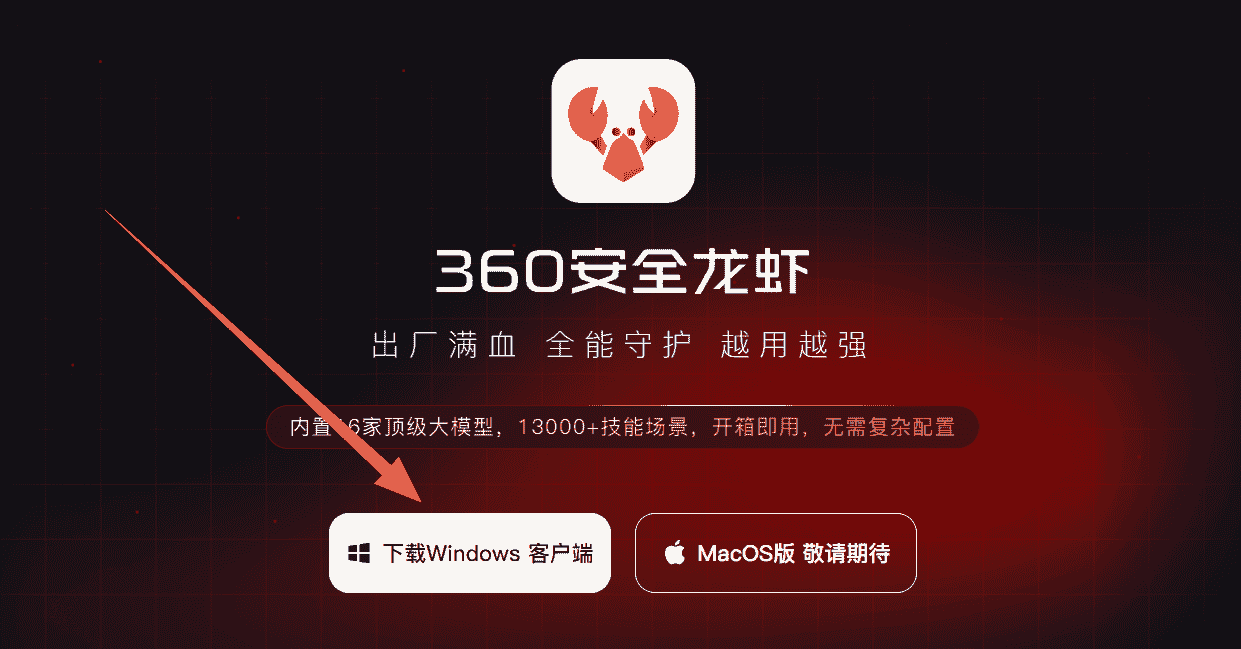 360安全龙虾
出厂满血 全能守护 越用越强
内置16家顶级大模型，13000+技能场景，开箱即用，无需复杂配置
下载Windows 客户端
MacOS版 敬请期待